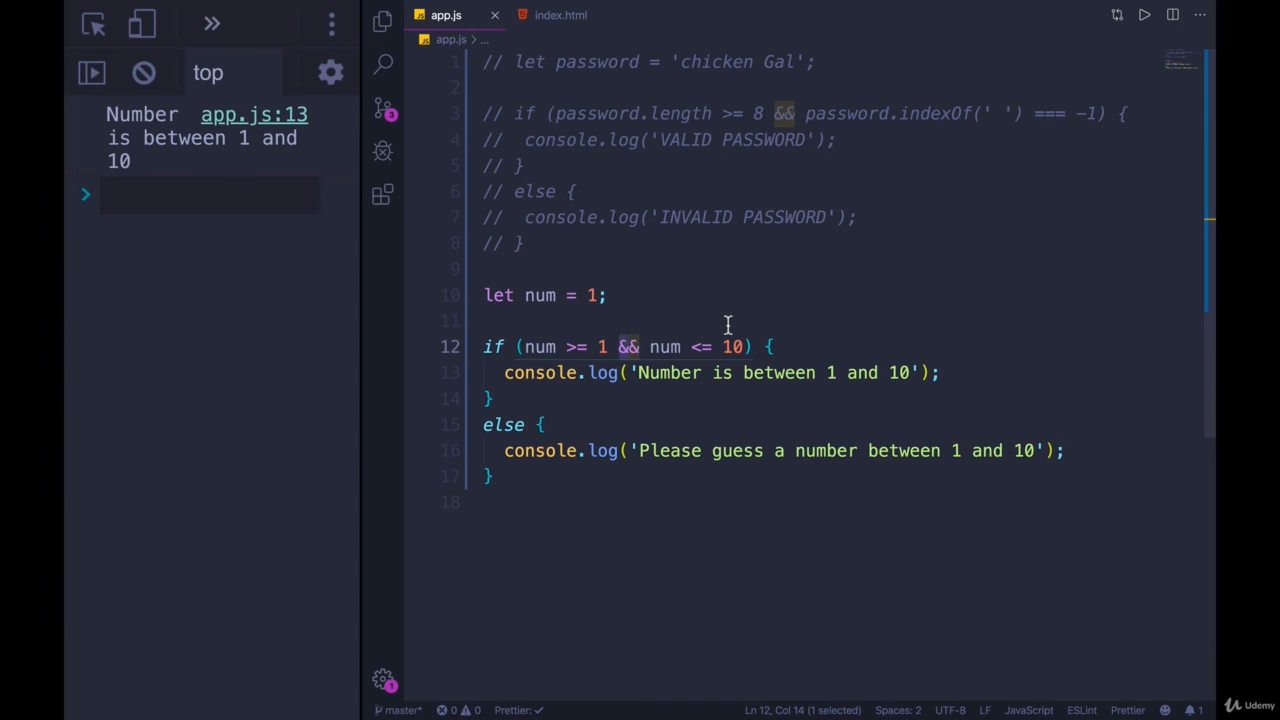 top
Number app.js:13
is between 1 and
10
app.js
index.html
app.js > ...
1 // let password = 'chicken Gal';
2
3 // if (password.length >= 8 && password.indexOf(' ') === -1) {
4 //  console.log('VALID PASSWORD');
5 // }
6 // else {
7 //  console.log('INVALID PASSWORD');
8 // }
9
10 let num = 1;
11
12 if (num >= 1 && num <= 10) {
13   console.log('Number is between 1 and 10');
14 }
15 else {
16   console.log('Please guess a number between 1 and 10');
17 }
18
3
1
master* 0 0 Prettier: ✓ Ln 12, Col 14 (1 selected) Spaces: 2 UTF-8 LF JavaScript ESLint Prettier 1
Udemy